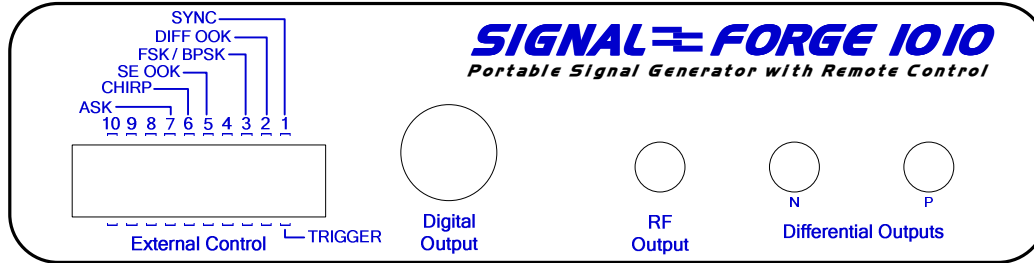 SYNC
DIFF OOK
FSK / BPSK
SE OOK
CHIRP
ASK
10 9 8 7 6 5 4 3 2 1
TRIGGER
External Control
SIGNAL FORGE 1010
Portable Signal Generator with Remote Control
Digital
Output
RF
Output
N
P
Differential Outputs